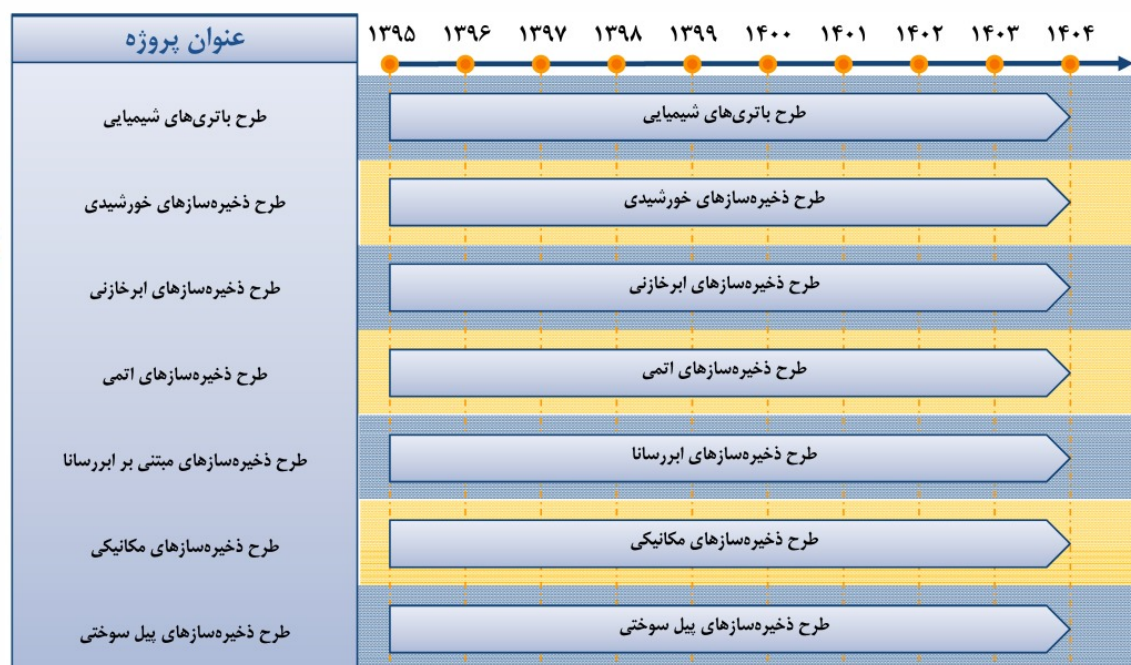 عنوان پروژه
۱۳۹۵ ۱۳۹۶ ۱۳۹۷ ۱۳۹۸ ۱۳۹۹ ۱۴۰۰ ۱۴۰۱ ۱۴۰۲ ۱۴۰۳ ۱۴۰۴
طرح باتری‌های شیمیایی
طرح باتری‌های شیمیایی
طرح ذخیره‌سازهای خورشیدی
طرح ذخیره‌سازهای خورشیدی
طرح ذخیره‌سازهای ابرخازنی
طرح ذخیره‌سازهای ابرخازنی
طرح ذخیره‌سازهای اتمی
طرح ذخیره‌سازهای اتمی
طرح ذخیره‌سازهای مبتنی بر ابررسانا
طرح ذخیره‌سازهای ابررسانا
طرح ذخیره‌سازهای مکانیکی
طرح ذخیره‌سازهای مکانیکی
طرح ذخیره‌سازهای پیل سوختی
طرح ذخیره‌سازهای پیل سوختی